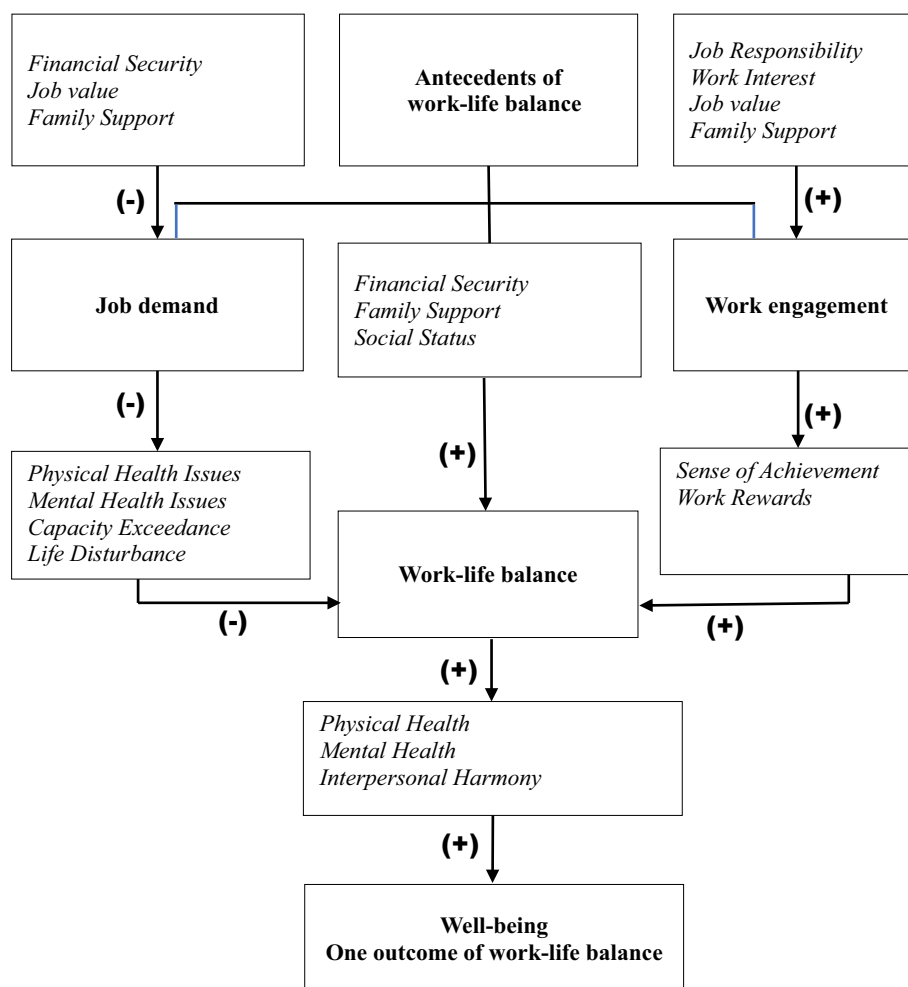 Financial Security
Job value
Family Support
Antecedents of
work-life balance
Job Responsibility
Work Interest
Job value
Family Support
(-)
(+)
Job demand
Financial Security
Family Support
Social Status
Work engagement
(-)
(+)
(+)
Physical Health Issues
Mental Health Issues
Capacity Exceedance
Life Disturbance
Sense of Achievement
Work Rewards
Work-life balance
(-)
(+)
(+)
Physical Health
Mental Health
Interpersonal Harmony
(+)
Well-being
One outcome of work-life balance